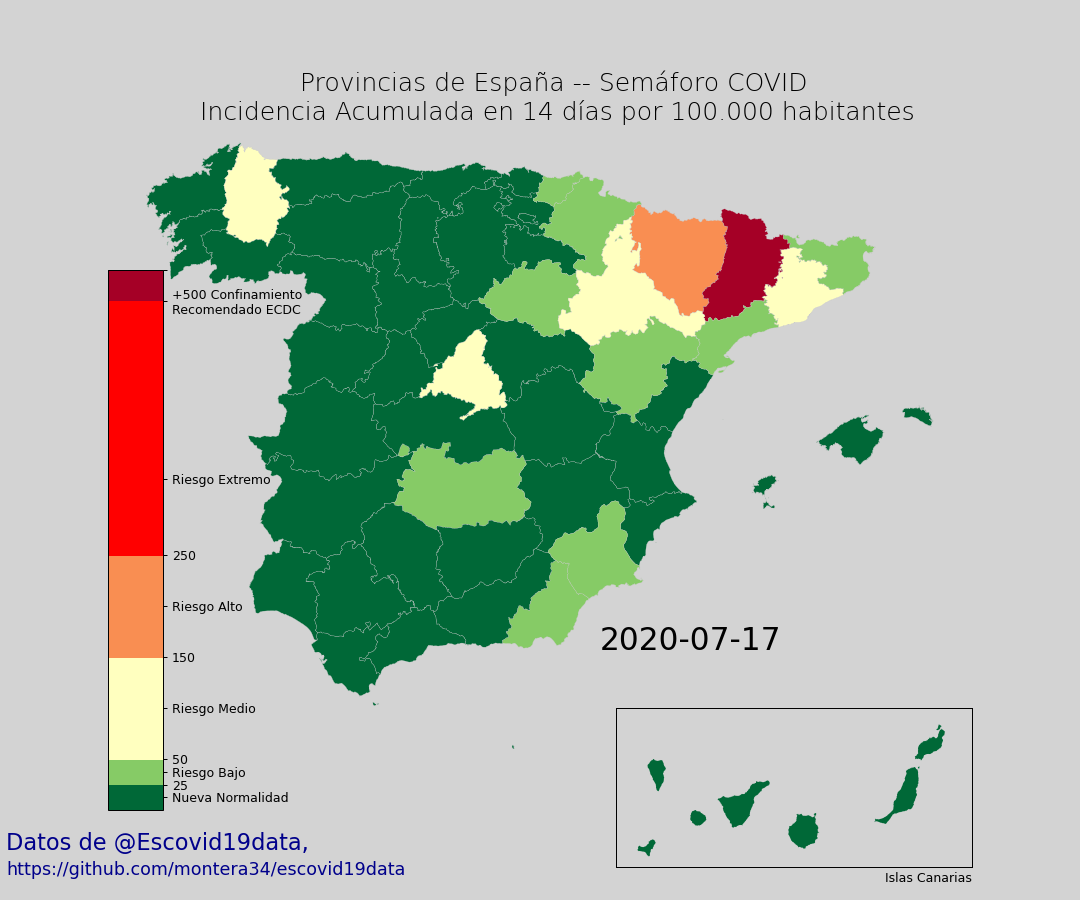 Provincias de España -- Semáforo COVID
Incidencia Acumulada en 14 días por 100.000 habitantes
+500 Confinamiento
Recomendado ECDC
Riesgo Extremo
250
Riesgo Alto
150
Riesgo Medio
50
Riesgo Bajo
25
Nueva Normalidad
2020-07-17
Islas Canarias
Datos de @Escovid19data,
https://github.com/montera34/escovid19data